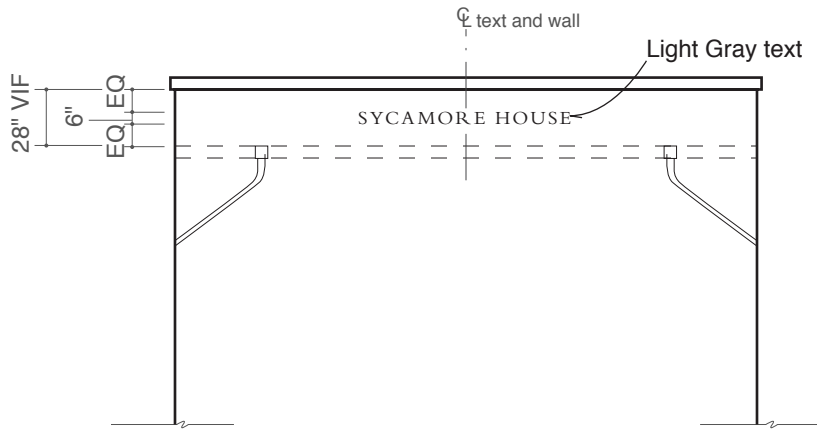 ℄ text and wall
Light Gray text
28" VIF
EQ
6"
EQ
SYCAMORE HOUSE